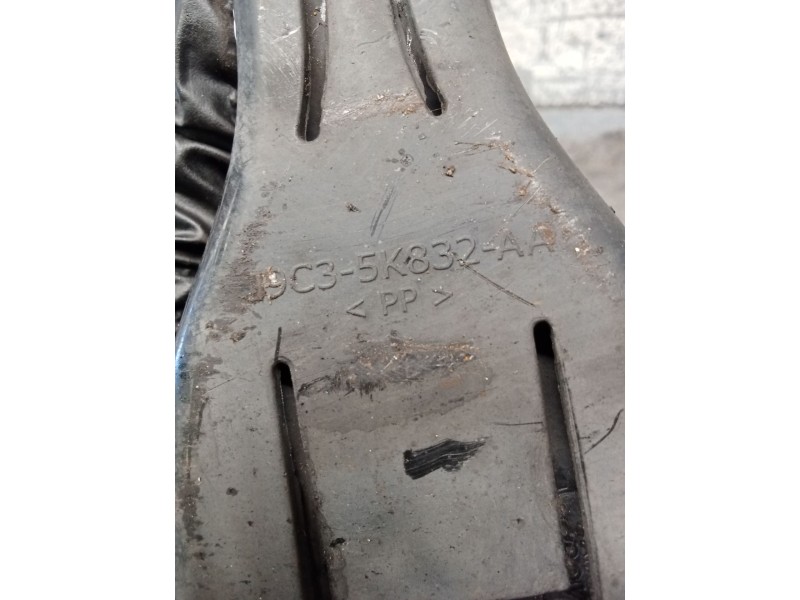 9C3-5K832-AA
< PP >